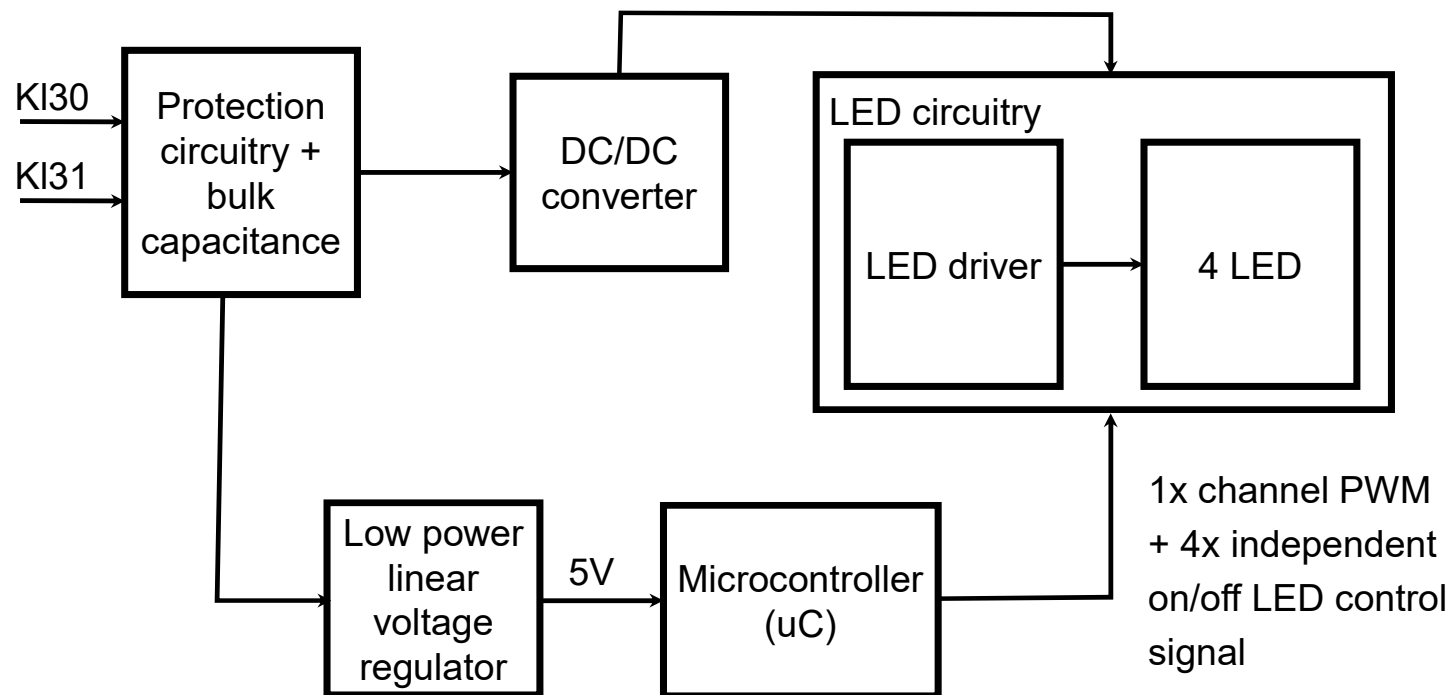 Kl30
Kl31
Protection
circuitry +
bulk
capacitance
DC/DC
converter
LED circuitry
LED driver
4 LED
Low power
linear
voltage
regulator
5V
Microcontroller
(uC)
1x channel PWM
+ 4x independent
on/off LED control
signal